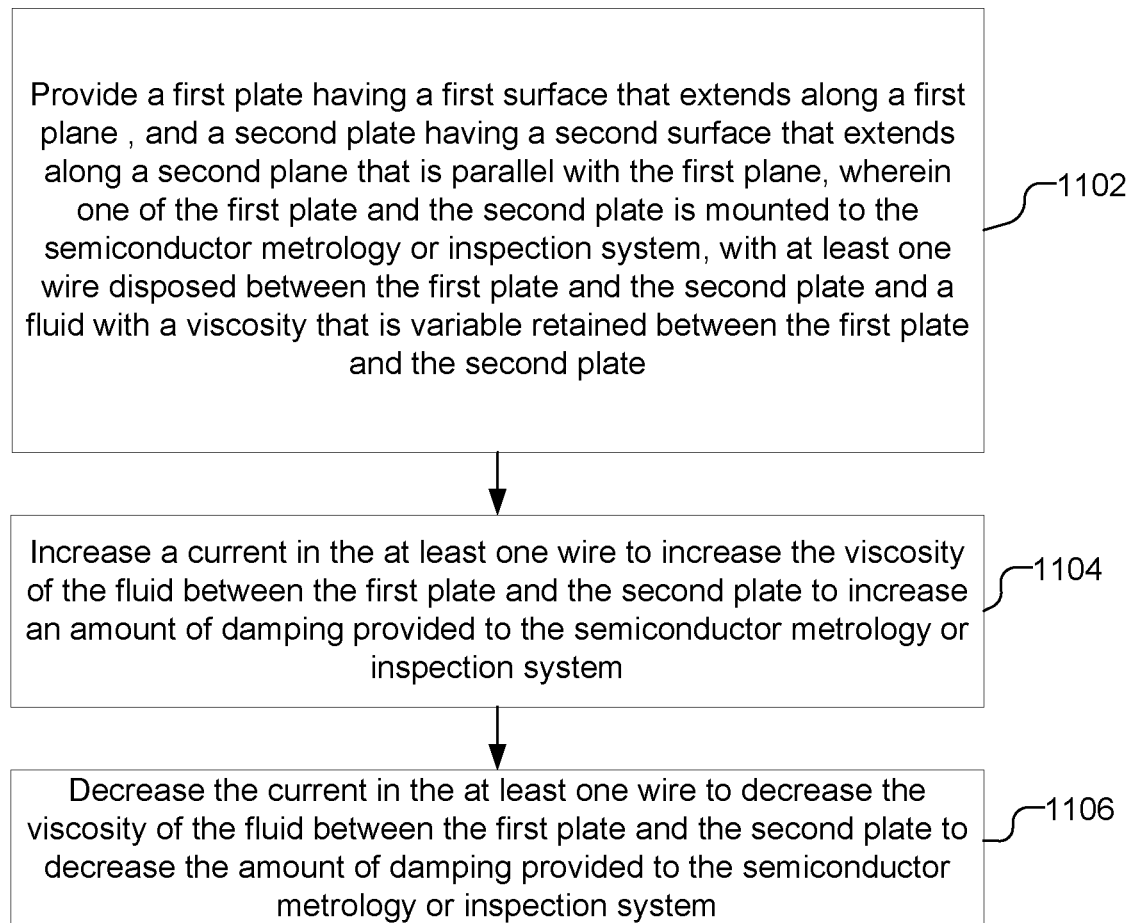 Provide a first plate having a first surface that extends along a first
plane , and a second plate having a second surface that extends
along a second plane that is parallel with the first plane, wherein
one of the first plate and the second plate is mounted to the
semiconductor metrology or inspection system, with at least one
wire disposed between the first plate and the second plate and a
fluid with a viscosity that is variable retained between the first plate
and the second plate
1102
Increase a current in the at least one wire to increase the viscosity
of the fluid between the first plate and the second plate to increase
an amount of damping provided to the semiconductor metrology or
inspection system
1104
Decrease the current in the at least one wire to decrease the
viscosity of the fluid between the first plate and the second plate to
decrease the amount of damping provided to the semiconductor
metrology or inspection system
1106